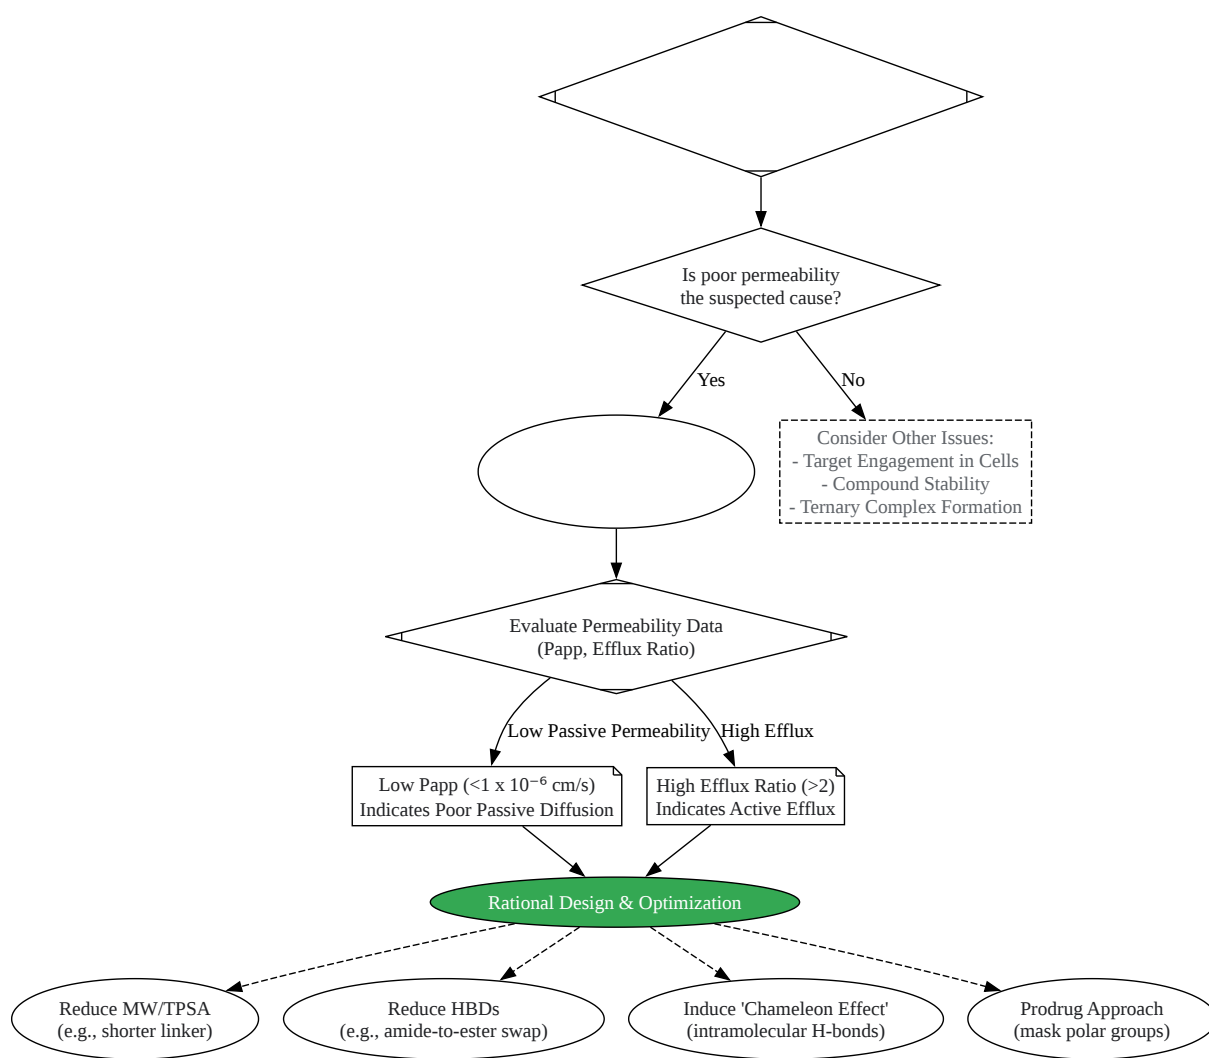 Is poor permeability
the suspected cause?
Yes
No
Consider Other Issues:
- Target Engagement in Cells
- Compound Stability
- Ternary Complex Formation
Evaluate Permeability Data
(Papp, Efflux Ratio)
Low Passive Permeability
High Efflux
Low Papp (<1 x 10⁻⁶ cm/s)
Indicates Poor Passive Diffusion
High Efflux Ratio (>2)
Indicates Active Efflux
Rational Design & Optimization
Reduce MW/TPSA
(e.g., shorter linker)
Reduce HBDs
(e.g., amide-to-ester swap)
Induce 'Chameleon Effect'
(intramolecular H-bonds)
Prodrug Approach
(mask polar groups)